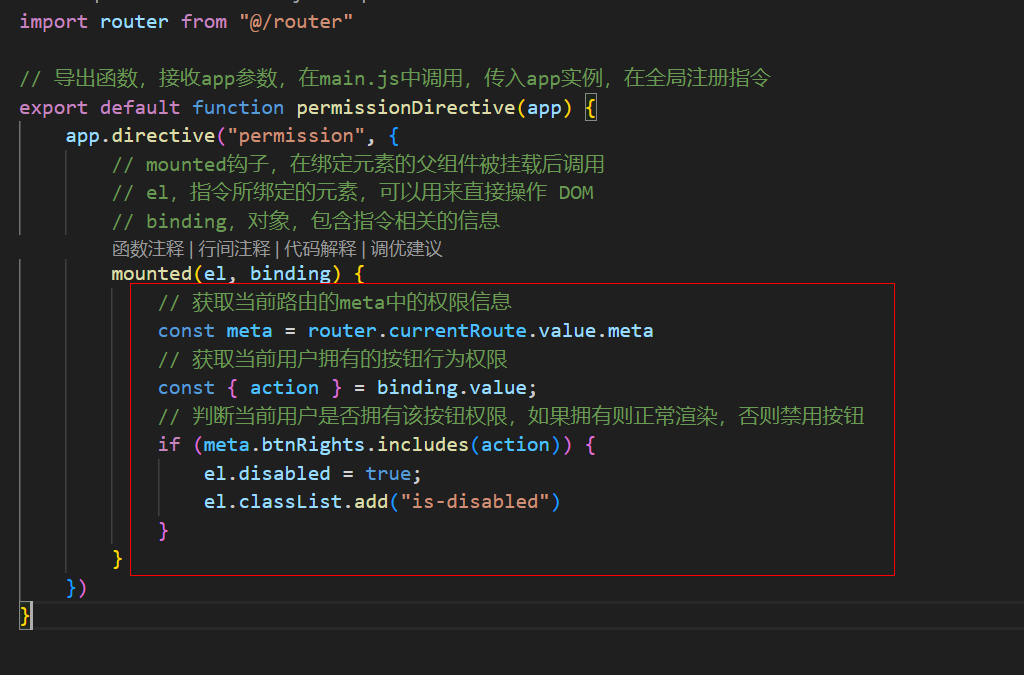 import router from "@/router"
// 导出函数，接收app参数，在main.js中调用，传入app实例，在全局注册指令
export default function permissionDirective(app) {
app.directive("permission", {
// mounted钩子，在绑定元素的父组件被挂载后调用
// el，指令所绑定的元素，可以用来直接操作 DOM
// binding，对象，包含指令相关的信息
函数注释 | 行间注释 | 代码解释 | 调优建议
mounted(el, binding) {
// 获取当前路由的meta中的权限信息
const meta = router.currentRoute.value.meta
// 获取当前用户拥有的按钮行为权限
const { action } = binding.value;
// 判断当前用户是否拥有该按钮权限，如果拥有则正常渲染，否则禁用按钮
if (meta.btnRights.includes(action)) {
el.disabled = true;
el.classList.add("is-disabled")
}
}
})
}